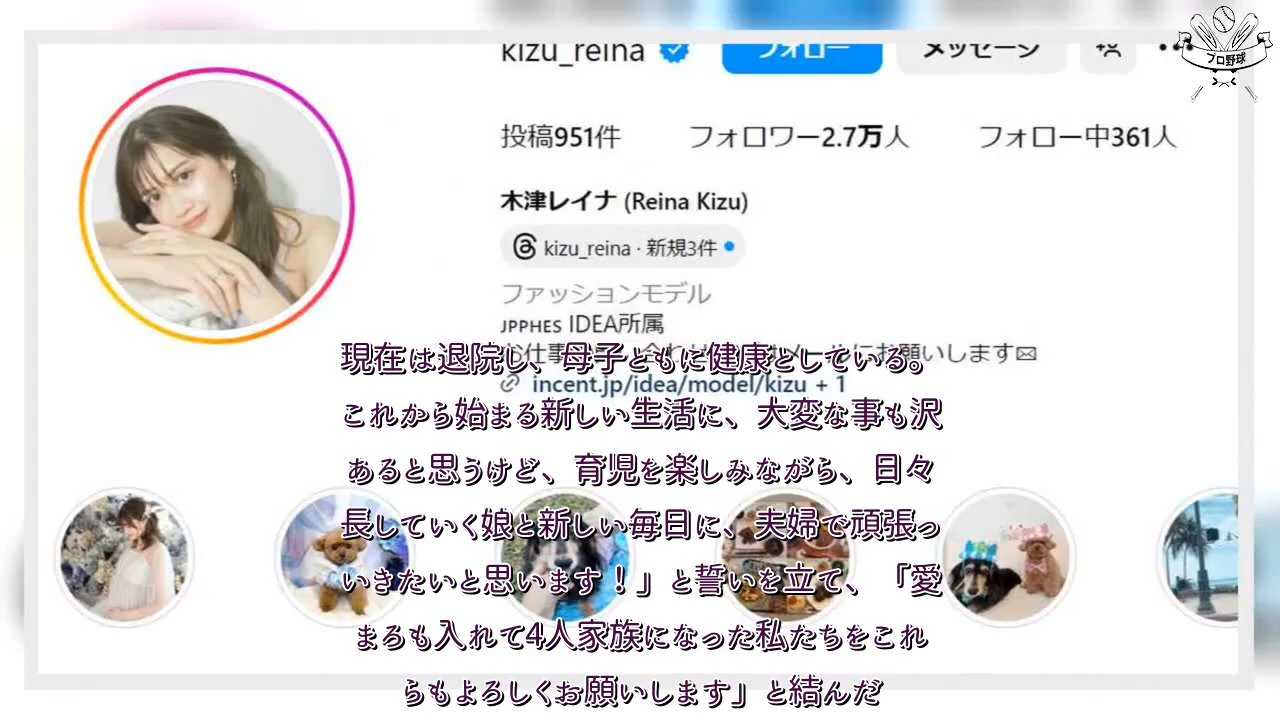 kizu_reina
フォロー
メッセージ
プロ野球
投稿951件
フォロワー2.7万人
フォロー中361人
木津レイナ (Reina Kizu)
kizu_reina · 新規3件
ファッションモデル
JPPHES IDEA所属
お願いします
現在は退院し、母子ともに健康としている。
incent.jp/idea/model/kizu + 1
これから始まる新しい生活に、大変な事も沢
あると思うけど、育児を楽しみながら、日々
長していく娘と新しい毎日に、夫婦で頑張っ
いきたいと思います！」と誓いを立て、「愛
まろも入れて4人家族になった私たちをこれ
らもよろしくお願いします」と結んだ